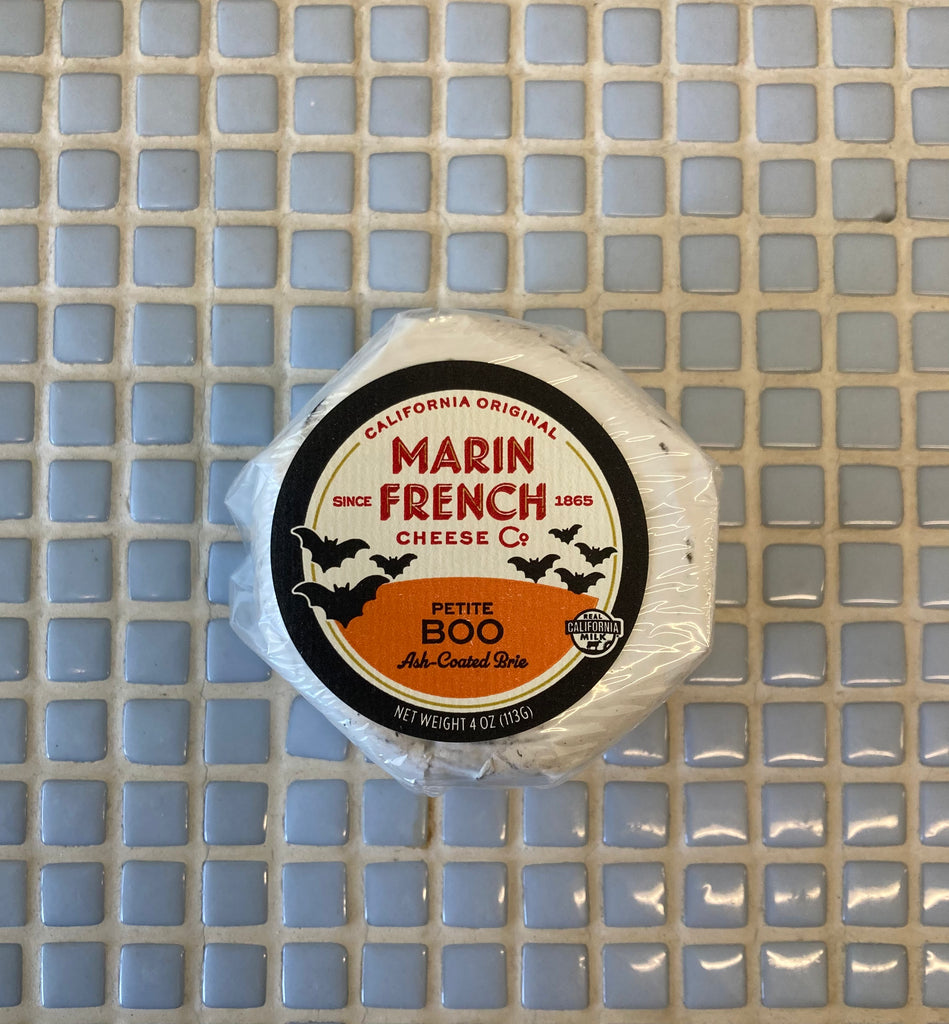 CALIFORNIA ORIGINAL
MARIN
SINCE FRENCH 1865
CHEESE Co
PETITE
BOO
Ash-Coated Brie
REAL
CALIFORNIA
MILK
NET WEIGHT 4 OZ (113G)